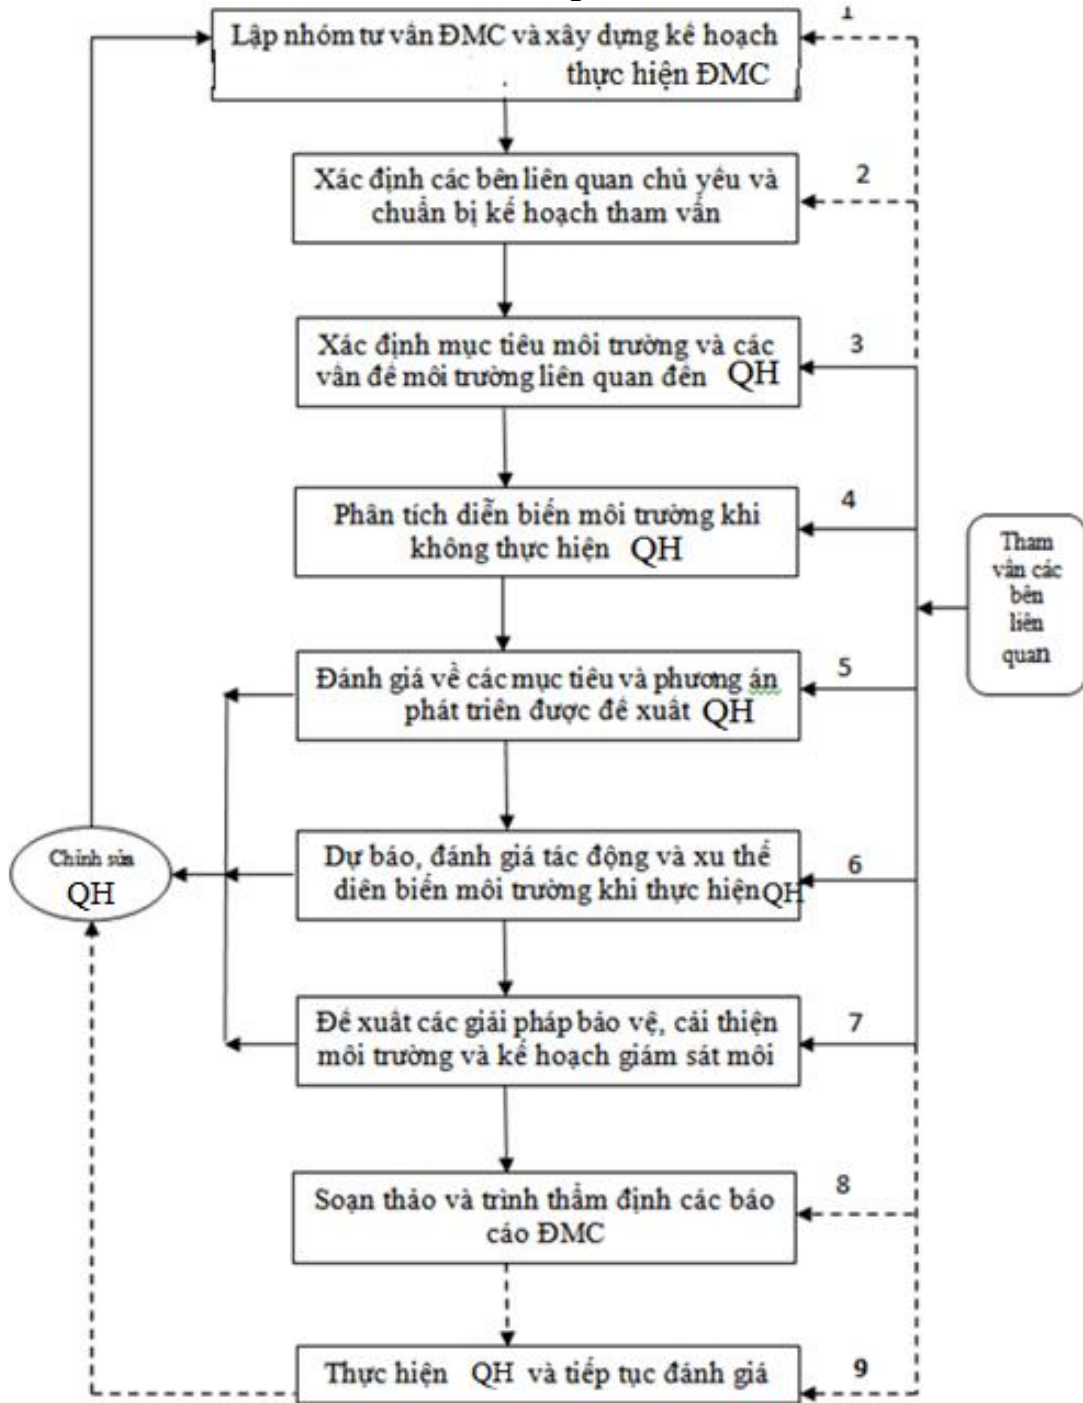 1
Lập nhóm tư vấn ĐMC và xây dựng kế hoạch
thực hiện ĐMC
2
Xác định các bên liên quan chủ yếu và
chuẩn bị kế hoạch tham vấn
3
Xác định mục tiêu môi trường và các
vấn đề môi trường liên quan đến QH
4
Phân tích diễn biến môi trường khi
không thực hiện QH
Tham
vấn các
bên
liên
quan
5
Đánh giá về các mục tiêu và phương án
phát triển được đề xuất QH
6
Dự báo, đánh giá tác động và xu thế
diễn biến môi trường khi thực hiện QH
Chỉnh sửa
QH
7
Đề xuất các giải pháp bảo vệ, cải thiện
môi trường và kế hoạch giám sát môi
8
Soạn thảo và trình thẩm định các báo
cáo ĐMC
9
Thực hiện QH và tiếp tục đánh giá